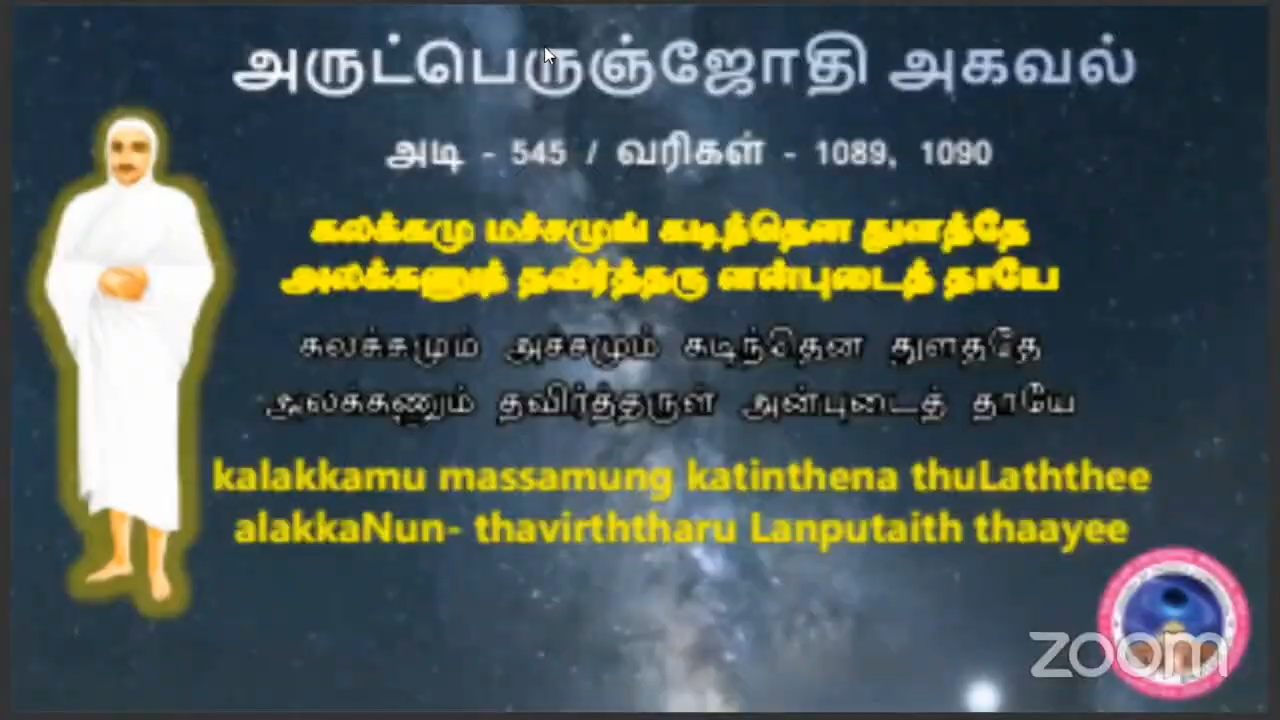 அருட்பெருஞ்ஜோதி அகவல்
அடி - 545 / வரிகள் - 1089, 1090
கலக்கமு மச்சமுங் கடிந்தென துளத்தே
அலக்கணுந் தவிர்த்தரு ளன்புடைத் தாயே
கலக்கமும் அச்சமும் கடிந்தென துளத்தே
அலக்கணும் தவிர்த்தருள் அன்புடைத் தாயே
kalakkamu massamung katinthena thuLaththee
alakkaNun- thavirththaru Lanputaith thaayee
zoom